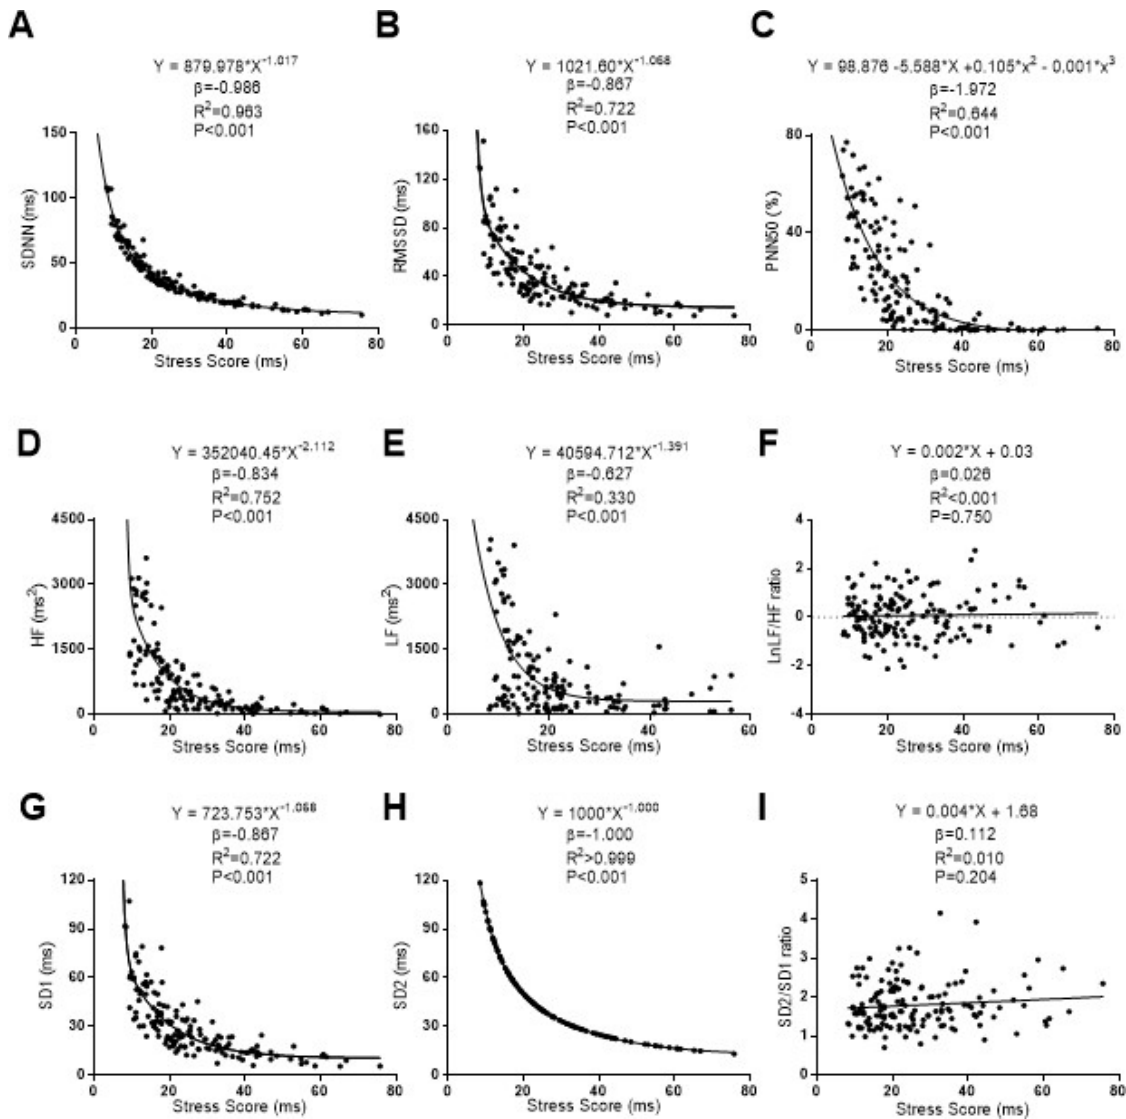 A
Y = 879.978*X^-1.017
β=-0.986
R²=0.963
P<0.001
150
100
50
0
SDNN (ms)
0 20 40 60 80
Stress Score (ms)
B
Y = 1021.60*X^-1.068
β=-0.867
R²=0.722
P<0.001
160
120
80
40
0
RMSSD (ms)
0 20 40 60 80
Stress Score (ms)
C
Y = 98.876 -5.588*X +0.105*x² - 0.001*x³
β=-1.972
R²=0.644
P<0.001
80
40
0
PNN50 (%)
0 20 40 60 80
Stress Score (ms)
D
Y = 352040.45*X^-2.112
β=-0.834
R²=0.752
P<0.001
4500
3000
1500
0
HF (ms²)
0 20 40 60 80
Stress Score (ms)
E
Y = 40594.712*X^-1.391
β=-0.627
R²=0.330
P<0.001
4500
3000
1500
0
LF (ms²)
0 20 40 60
Stress Score (ms)
F
Y = 0.002*X + 0.03
β=0.026
R²<0.001
P=0.750
4
2
0
-2
-4
LnLF/HF ratio
0 20 40 60 80
Stress Score (ms)
G
Y = 723.753*X^-1.068
β=-0.867
R²=0.722
P<0.001
120
90
60
30
0
SD1 (ms)
0 20 40 60 80
Stress Score (ms)
H
Y = 1000*X^-1.000
β=-1.000
R²>0.999
P<0.001
120
90
60
30
0
SD2 (ms)
0 20 40 60 80
Stress Score (ms)
I
Y = 0.004*X + 1.68
β=0.112
R²=0.010
P=0.204
5
4
3
2
1
0
SD2/SD1 ratio
0 20 40 60 80
Stress Score (ms)